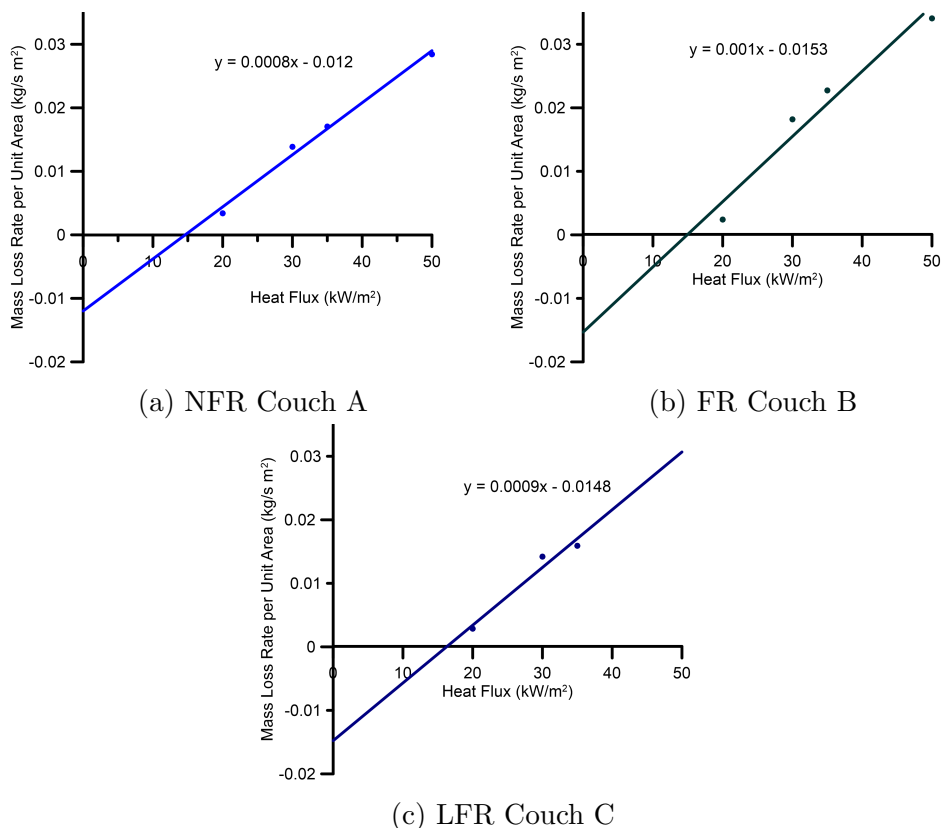 Mass Loss Rate per Unit Area (kg/s m²)
0.03
0.02
0.01
0
-0.01
-0.02
0 10 20 30 40 50
y = 0.0008x - 0.012
Heat Flux (kW/m²)
(a) NFR Couch A
Mass Loss Rate per Unit Area (kg/s m²)
0.03
0.02
0.01
0
-0.01
-0.02
0 10 20 30 40 50
y = 0.001x - 0.0153
Heat Flux (kW/m²)
(b) FR Couch B
Mass Loss Rate per Unit Area (kg/s m²)
0.03
0.02
0.01
0
-0.01
-0.02
0 10 20 30 40 50
y = 0.0009x - 0.0148
Heat Flux (kW/m²)
(c) LFR Couch C